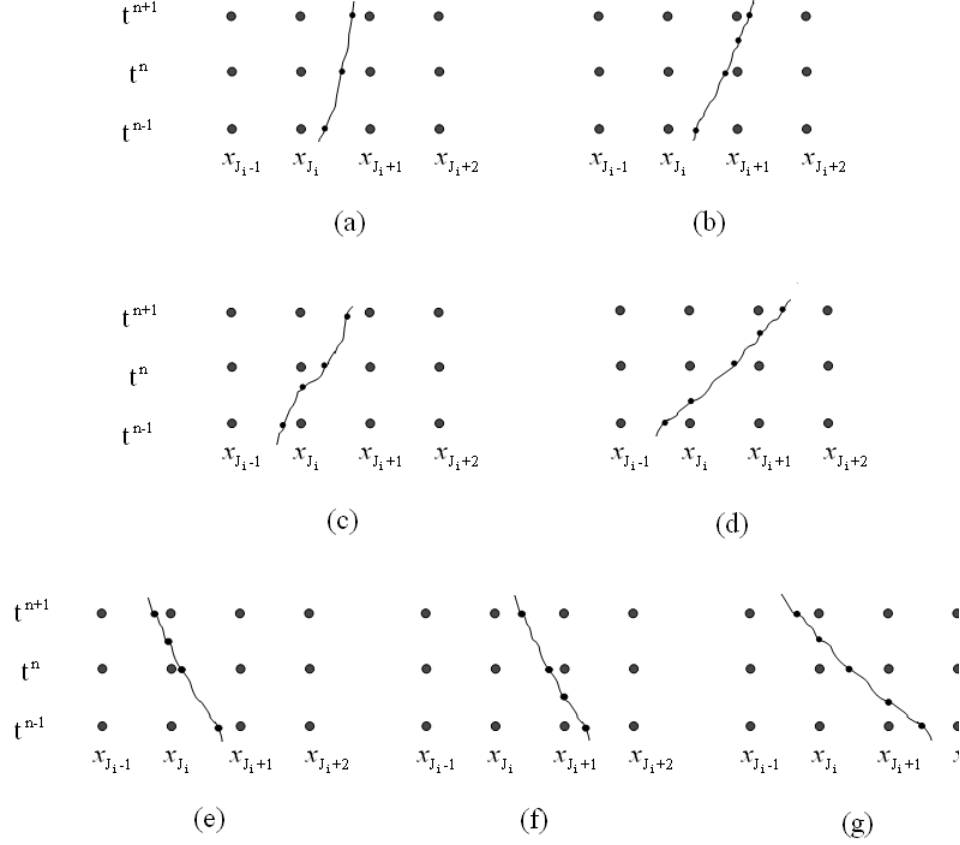 t^{n+1}
t^n
t^{n-1}
x_{J_i-1} x_{J_i} x_{J_i+1} x_{J_i+2} x_{J_i-1} x_{J_i} x_{J_i+1} x_{J_i+2}
(a) (b)
t^{n+1}
t^n
t^{n-1}
x_{J_i-1} x_{J_i} x_{J_i+1} x_{J_i+2} x_{J_i-1} x_{J_i} x_{J_i+1} x_{J_i+2}
(c) (d)
t^{n+1}
t^n
t^{n-1}
x_{J_i-1} x_{J_i} x_{J_i+1} x_{J_i+2} x_{J_i-1} x_{J_i} x_{J_i+1} x_{J_i+2} x_{J_i-1} x_{J_i} x_{J_i+1}
(e) (f) (g)